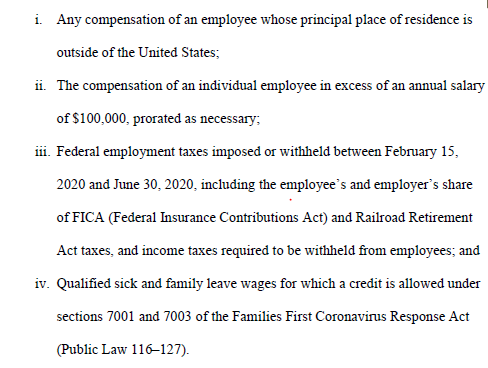 i. Any compensation of an employee whose principal place of residence is
outside of the United States;
ii. The compensation of an individual employee in excess of an annual salary
of $100,000, prorated as necessary;
iii. Federal employment taxes imposed or withheld between February 15,
2020 and June 30, 2020, including the employee’s and employer’s share
of FICA (Federal Insurance Contributions Act) and Railroad Retirement
Act taxes, and income taxes required to be withheld from employees; and
iv. Qualified sick and family leave wages for which a credit is allowed under
sections 7001 and 7003 of the Families First Coronavirus Response Act
(Public Law 116–127).